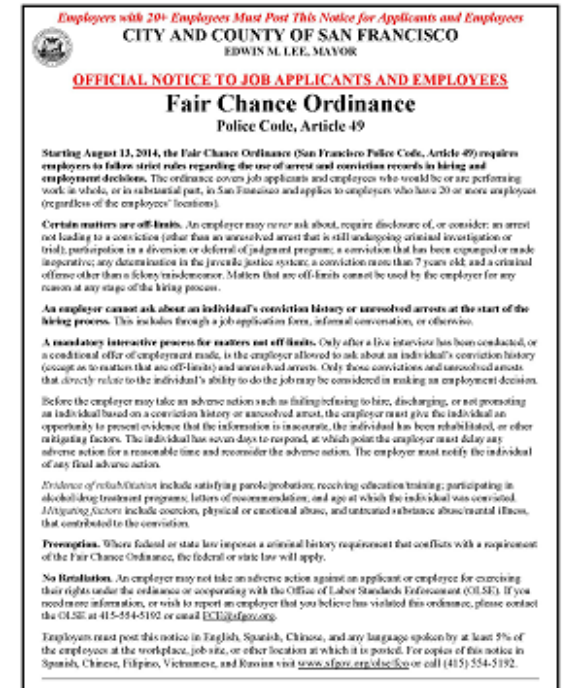 Employers with 20+ Employees Must Post This Notice for Applicants and Employees
CITY AND COUNTY OF SAN FRANCISCO
EDWIN M. LEE, MAYOR
OFFICIAL NOTICE TO JOB APPLICANTS AND EMPLOYEES
Fair Chance Ordinance
Police Code, Article 49
Starting August 13, 2014, the Fair Chance Ordinance (San Francisco Police Code, Article 49) requires
employers to follow strict rules regarding the use of arrest and conviction records in hiring and
employment decisions. The ordinance covers job applicants and employees who would be or are performing
work in whole, or in substantial part, in San Francisco and applies to employers who have 20 or more employees
(regardless of the employees' locations).
Certain matters are off-limits. An employer may never ask about, require disclosure of, or consider: an arrest
not leading to a conviction (other than an unresolved arrest that is still undergoing criminal investigation or
trial); participation in a diversion or deferral of judgment program; a conviction that has been expunged or made
inoperative; any determination in the juvenile justice system; a conviction more than 7 years old; and a criminal
offense other than a felony/misdemeanor. Matters that are off-limits cannot be used by the employer for any
reason at any stage of the hiring process.
An employer cannot ask about an individual's conviction history or unresolved arrests at the start of the
hiring process. This includes through a job application form, informal conversation, or otherwise.
A mandatory interactive process for matters not off-limits. Only after a live interview has been conducted, or
a conditional offer of employment made, is the employer allowed to ask about an individual's conviction history
(except as to matters that are off-limits) and unresolved arrests. Only those convictions and unresolved arrests
that directly relate to the individual's ability to do the job may be considered in making an employment decision.
Before the employer may take an adverse action such as failing/refusing to hire, discharging, or not promoting
an individual based on a conviction history or unresolved arrest, the employer must give the individual an
opportunity to present evidence that the information is inaccurate, the individual has been rehabilitated, or other
mitigating factors. The individual has seven days to respond, at which point the employer must delay any
adverse action for a reasonable time and reconsider the adverse action. The employer must notify the individual
of any final adverse action.
Evidence of rehabilitation include satisfying parole/probation; receiving education/training; participating in
alcohol/drug treatment programs; letters of recommendation; and age at which the individual was convicted.
Mitigating factors include coercion, physical or emotional abuse, and untreated substance abuse/mental illness,
that contributed to the conviction.
Preemption. Where federal or state law imposes a criminal history requirement that conflicts with a requirement
of the Fair Chance Ordinance, the federal or state law will apply.
No Retaliation. An employer may not take an adverse action against an applicant or employee for exercising
their rights under the ordinance or cooperating with the Office of Labor Standards Enforcement (OLSE). If you
need more information, or wish to report an employer that you believe has violated this ordinance, please contact
the OLSE at 415-554-5192 or email FCE@sfgov.org.
Employers must post this notice in English, Spanish, Chinese, and any language spoken by at least 5% of
the employees at the workplace, job site, or other location at which it is posted. For copies of this notice in
Spanish, Chinese, Filipino, Vietnamese, and Russian visit www.sfgov.org/olse/fco or call (415) 554-5192.